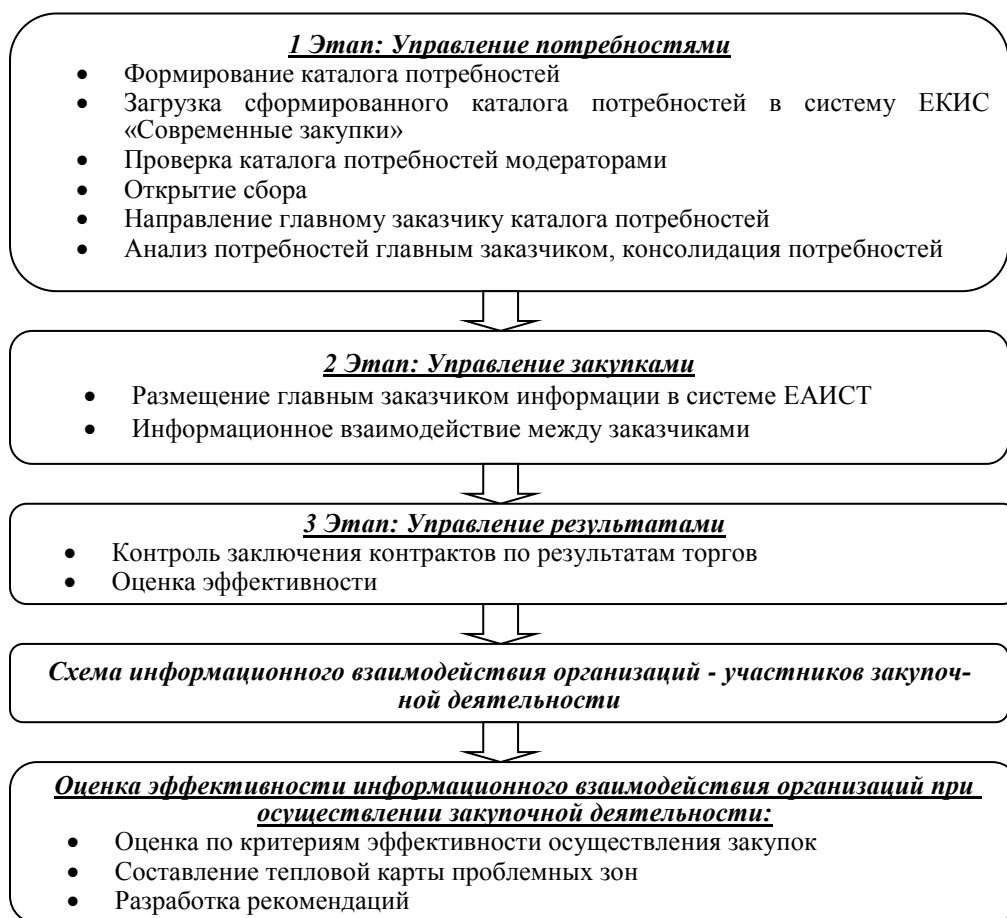 1 Этап: Управление потребностями
• Формирование каталога потребностей
• Загрузка сформированного каталога потребностей в систему ЕКИС
«Современные закупки»
• Проверка каталога потребностей модераторами
• Открытие сбора
• Направление главному заказчику каталога потребностей
• Анализ потребностей главным заказчиком, консолидация потребностей
2 Этап: Управление закупками
• Размещение главным заказчиком информации в системе ЕАИСТ
• Информационное взаимодействие между заказчиками
3 Этап: Управление результатами
• Контроль заключения контрактов по результатам торгов
• Оценка эффективности
Схема информационного взаимодействия организаций - участников закупоч-
ной деятельности
Оценка эффективности информационного взаимодействия организаций при
осуществлении закупочной деятельности:
• Оценка по критериям эффективности осуществления закупок
• Составление тепловой карты проблемных зон
• Разработка рекомендаций